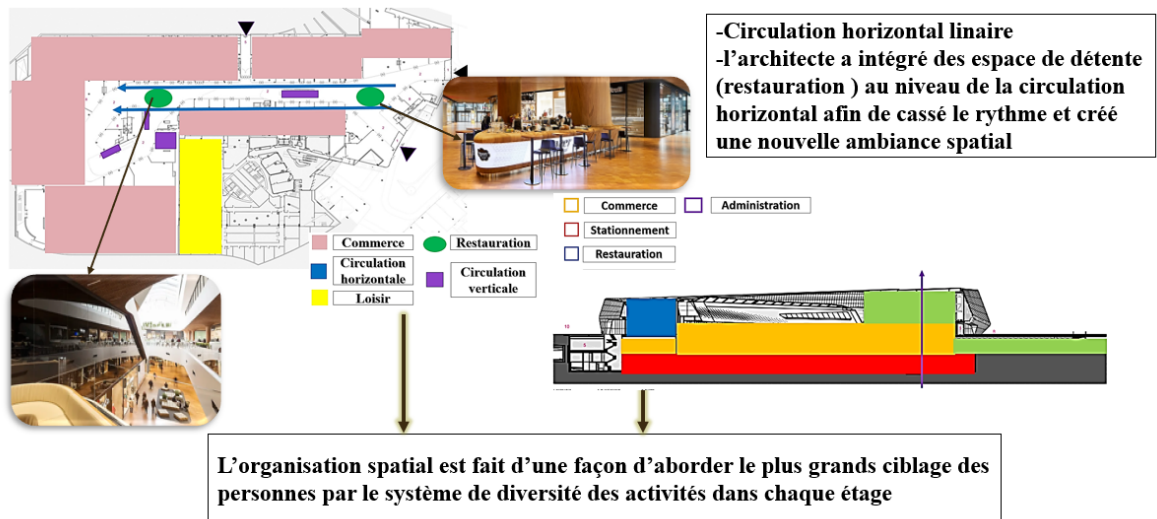 -Circulation horizontal linaire
-l’architecte a intégré des espace de détente
(restauration ) au niveau de la circulation
horizontal afin de cassé le rythme et créé
une nouvelle ambiance spatial
Commerce
Administration
Stationnement
Restauration
Commerce
Restauration
Circulation
horizontale
Circulation
verticale
Loisir
L’organisation spatial est fait d’une façon d’aborder le plus grands ciblage des
personnes par le système de diversité des activités dans chaque étage